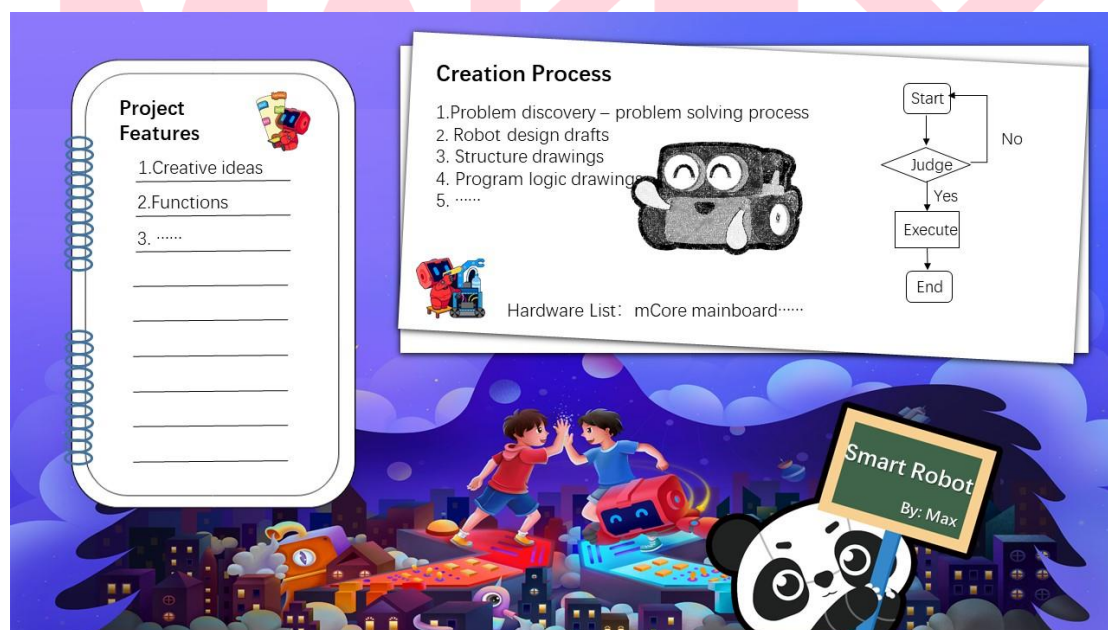 Project
Features
1.Creative ideas
2.Functions
3. ······
Creation Process
1.Problem discovery – problem solving process
2. Robot design drafts
3. Structure drawings
4. Program logic drawings
5. ······
Hardware List： mCore mainboard······
Start
No
Judge
Yes
Execute
End
Smart Robot
By: Max